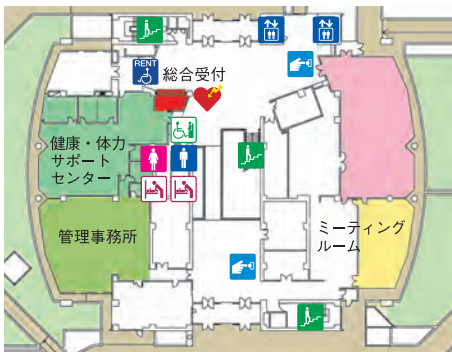 RENT
総合受付
健康・体力
サポート
センター
管理事務所
ミーティング
ルーム